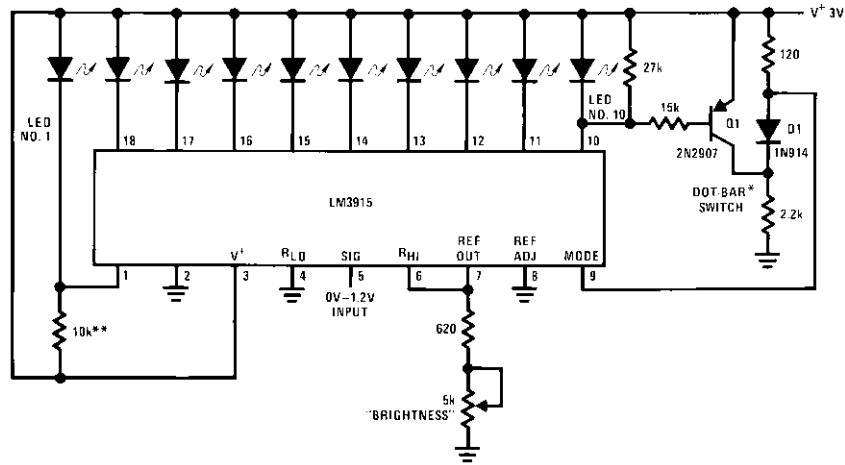 V+ 3V
27k
120
LED
NO. 1
LED
NO. 10
15k
Q1
D1
2N2907
1N914
18 17 16 15 14 13 12 11 10
DOT-BAR*
SWITCH
2.2k
LM3915
V+ RLO SIG RHI REF OUT REF ADJ MODE
1 2 3 4 5 6 7 8 9
0V–1.2V
INPUT
10k**
620
5k
"BRIGHTNESS"